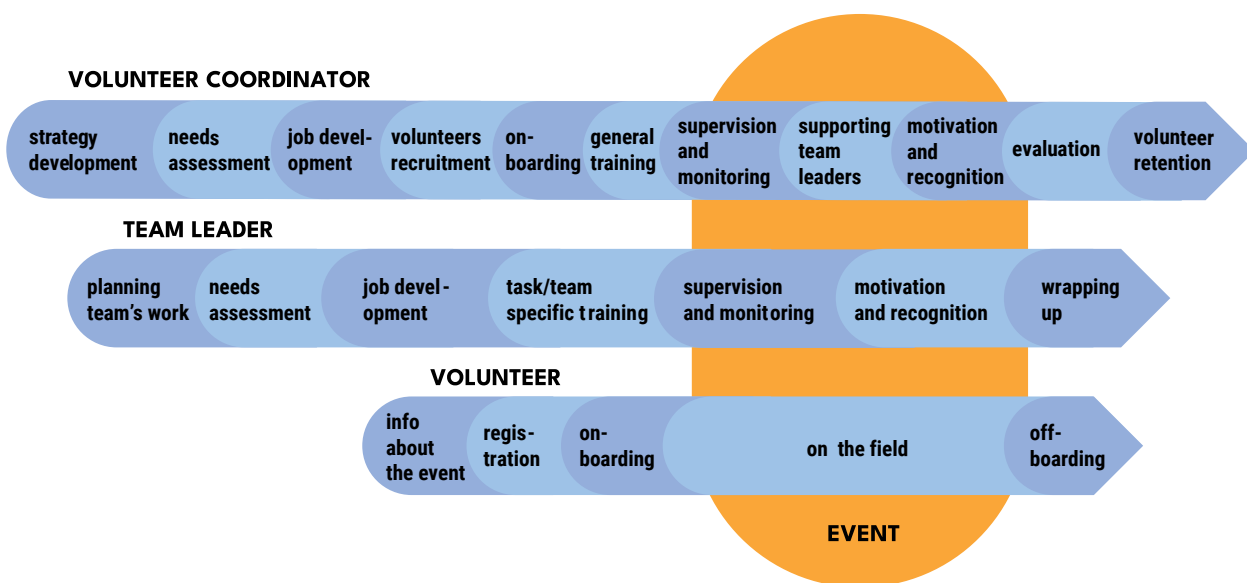 VOLUNTEER COORDINATOR
strategy
development
needs
assessment
job devel-
opment
volunteers
recruitment
on-
boarding
general
training
supervision
and
monitoring
supporting
team
leaders
motivation
and
recognition
evaluation
volunteer
retention
TEAM LEADER
planning
team's work
needs
assessment
job devel-
opment
task/team
specific training
supervision
and monitoring
motivation
and recognition
wrapping
up
VOLUNTEER
info
about
the event
regis-
tration
on-
boarding
on the field
off-
boarding
EVENT